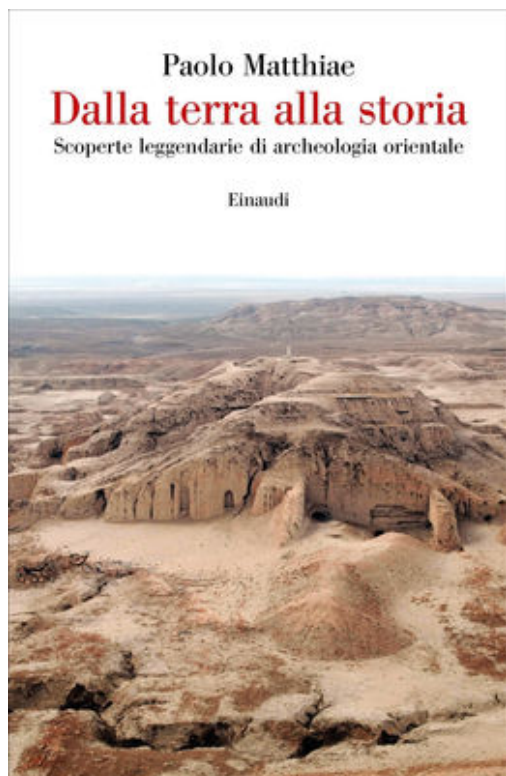 Paolo Matthiae
Dalla terra alla storia
Scoperte leggendarie di archeologia orientale
Einaudi